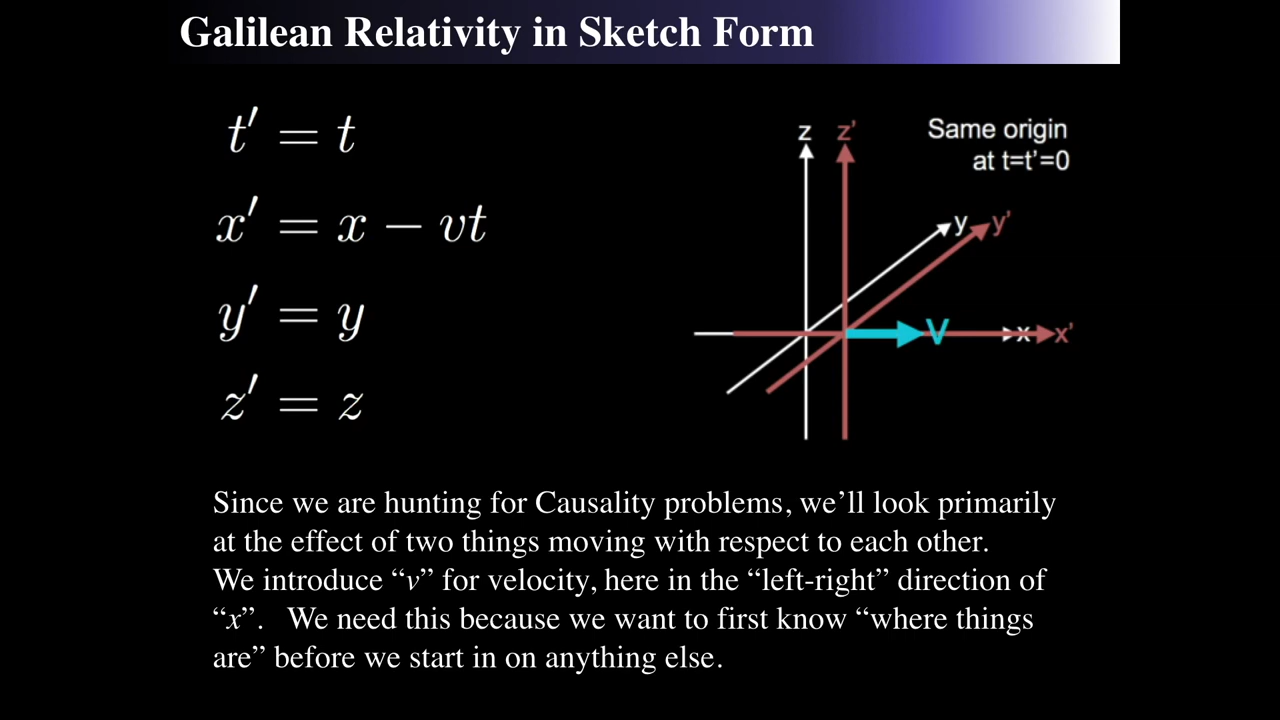 Galilean Relativity in Sketch Form
t′ = t
x′ = x − vt
y′ = y
z′ = z
Same origin
at t=t’=0
z z’
y y’
V x x’
Since we are hunting for Causality problems, we’ll look primarily
at the effect of two things moving with respect to each other.
We introduce “v” for velocity, here in the “left-right” direction of
“x”. We need this because we want to first know “where things
are” before we start in on anything else.